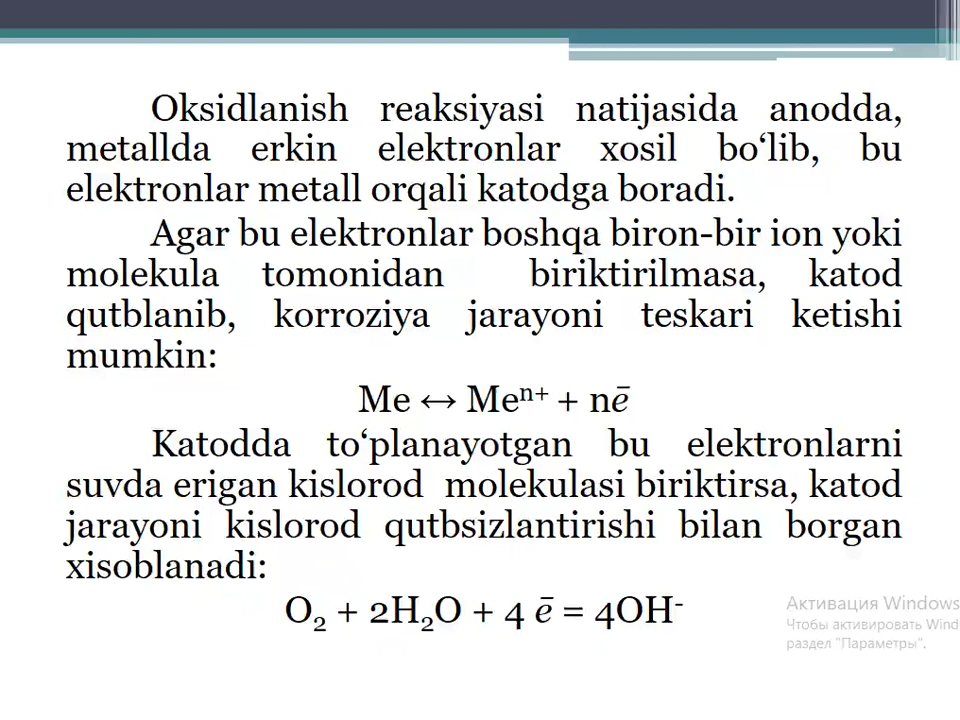 Oksidlanish reaksiyasi natijasida anodda,
metallda erkin elektronlar xosil bo‘lib, bu
elektronlar metall orqali katodga boradi.
Agar bu elektronlar boshqa biron-bir ion yoki
molekula tomonidan biriktirilmasa, katod
qutblanib, korroziya jarayoni teskari ketishi
mumkin:
Me ↔ Meⁿ⁺ + nē
Katodda to‘planayotgan bu elektronlarni
suvda erigan kislorod molekulasi biriktirsa, katod
jarayoni kislorod qutbsizlantirishi bilan borgan
xisoblanadi:
O₂ + 2H₂O + 4 ē = 4OH⁻
Активация Windows
Чтобы активировать Wind
раздел "Параметры".